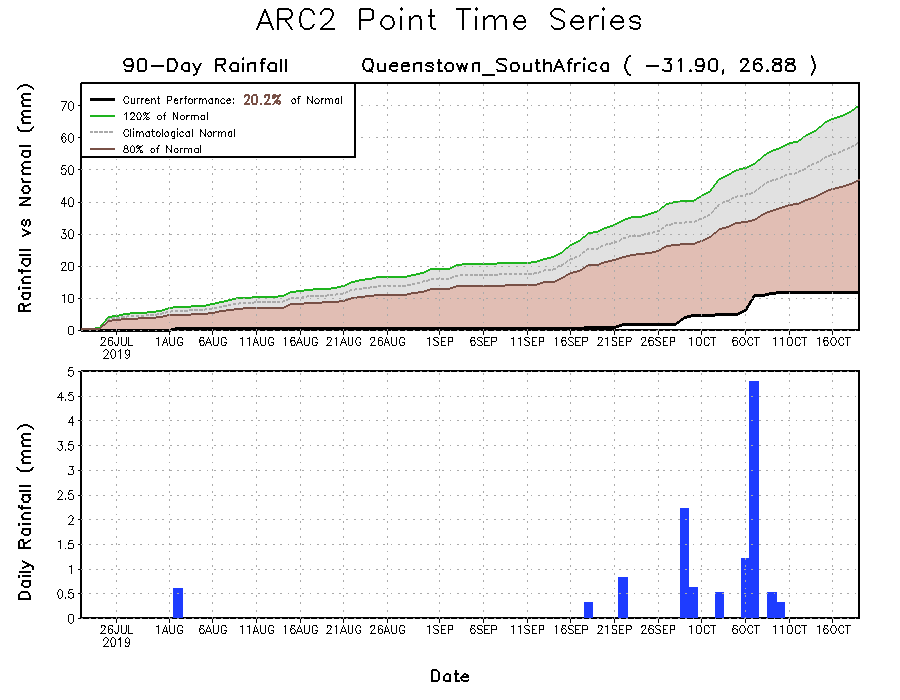 ARC2 Point Time Series
90-Day Rainfall Queenstown_SouthAfrica ( -31.90, 26.88 )
Rainfall vs Normal (mm)
Current Performance: 20.2% of Normal
120% of Normal
Climatological Normal
80% of Normal
70
60
50
40
30
20
10
0
26JUL 1AUG 6AUG 11AUG 16AUG 21AUG 26AUG 1SEP 6SEP 11SEP 16SEP 21SEP 26SEP 1OCT 6OCT 11OCT 16OCT
2019
Daily Rainfall (mm)
5
4.5
4
3.5
3
2.5
2
1.5
1
0.5
0
26JUL 1AUG 6AUG 11AUG 16AUG 21AUG 26AUG 1SEP 6SEP 11SEP 16SEP 21SEP 26SEP 1OCT 6OCT 11OCT 16OCT
2019
Date